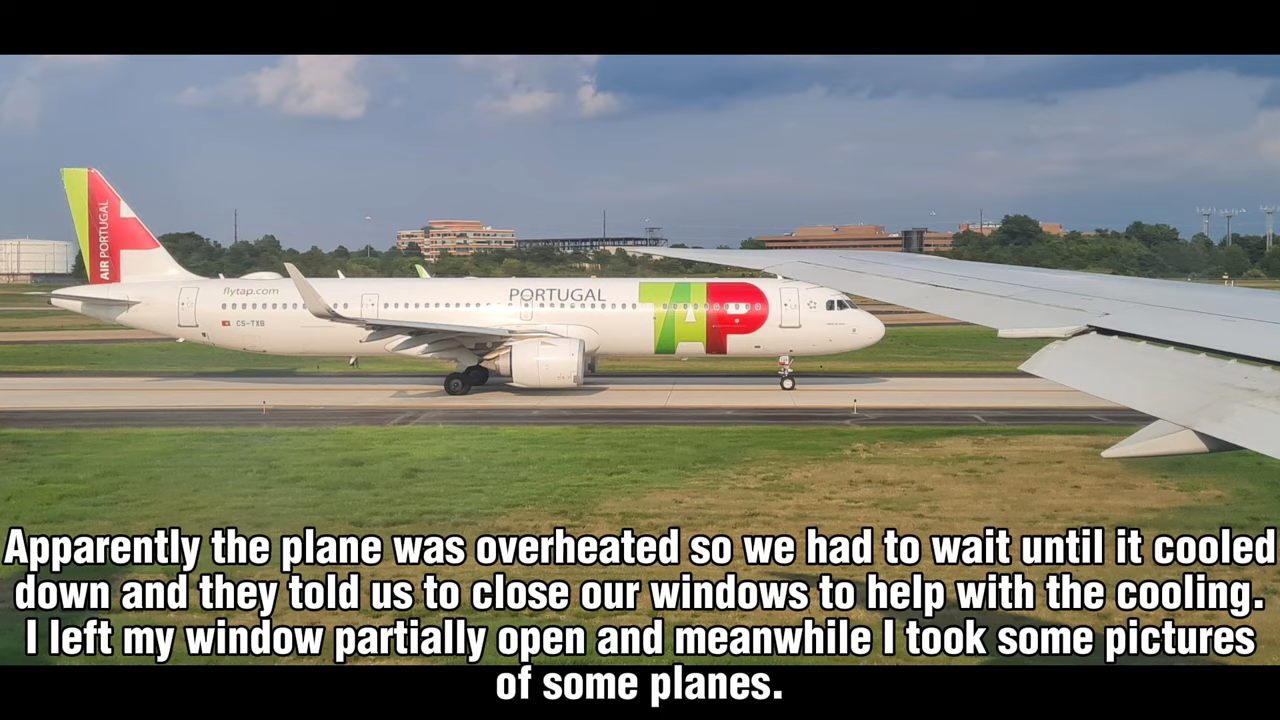 AIR PORTUGAL
flytap.com
PORTUGAL
TAP
CS-TXB
Apparently the plane was overheated so we had to wait until it cooled
down and they told us to close our windows to help with the cooling.
I left my window partially open and meanwhile I took some pictures
of some planes.